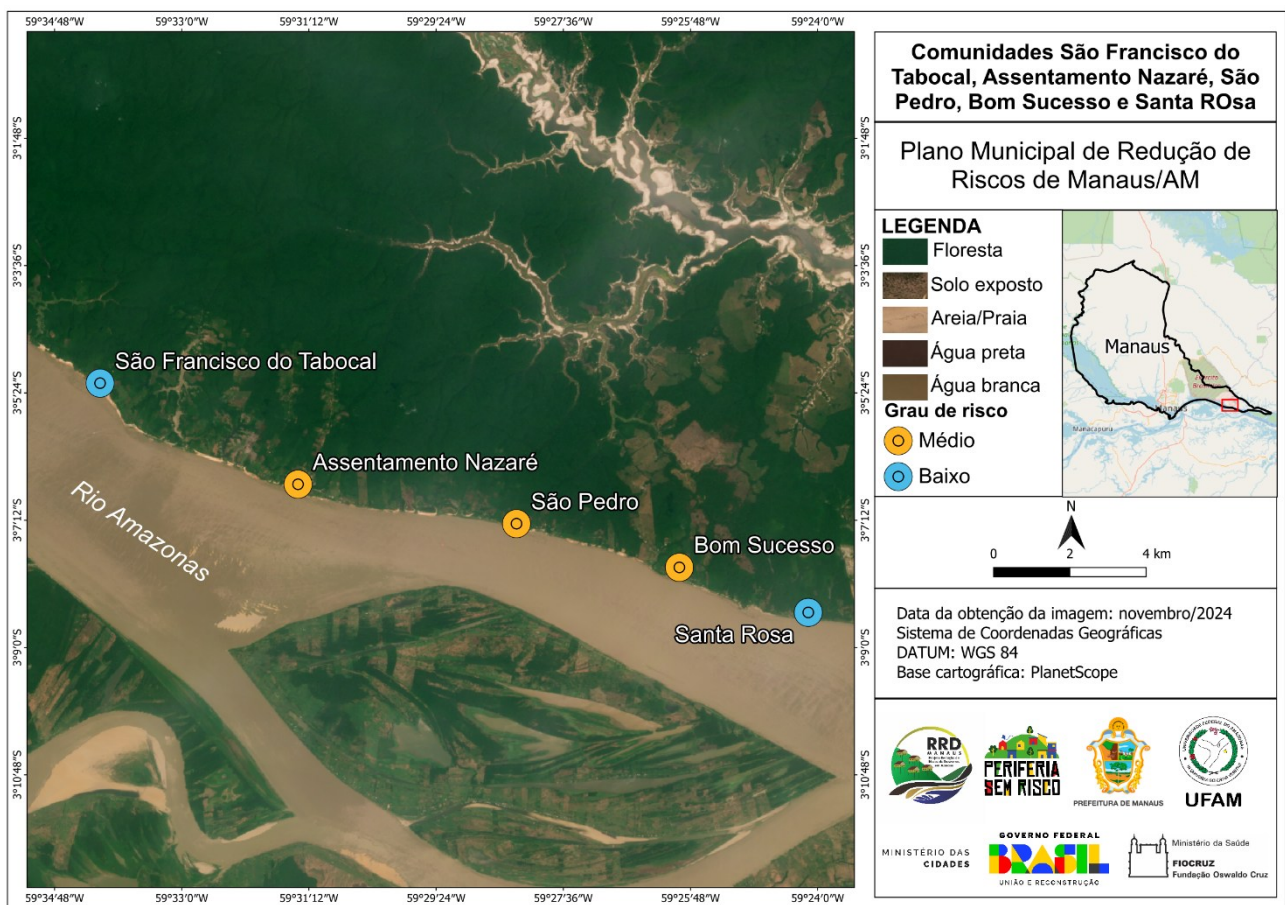 59°34'48"W 59°33'0"W 59°31'12"W 59°29'24"W 59°27'36"W 59°25'48"W 59°24'0"W
3°1'48"S
3°3'36"S
3°5'24"S
3°7'12"S
3°9'0"S
3°10'48"S
São Francisco do Tabocal
Assentamento Nazaré
São Pedro
Bom Sucesso
Santa Rosa
Rio Amazonas
3°1'48"S
3°3'36"S
3°5'24"S
3°7'12"S
3°9'0"S
3°10'48"S
59°34'48"W 59°33'0"W 59°31'12"W 59°29'24"W 59°27'36"W 59°25'48"W 59°24'0"W
Comunidades São Francisco do
Tabocal, Assentamento Nazaré, São
Pedro, Bom Sucesso e Santa ROsa
Plano Municipal de Redução de
Riscos de Manaus/AM
LEGENDA
Floresta
Solo exposto
Areia/Praia
Água preta
Água branca
Grau de risco
Médio
Baixo
Manaus
Manaus
Manacapuru
N
0 2 4 km
Data da obtenção da imagem: novembro/2024
Sistema de Coordenadas Geográficas
DATUM: WGS 84
Base cartográfica: PlanetScope
RRD
MANAUS
PERIFERIA
SEM RISCO
PREFEITURA DE MANAUS
UFAM
MINISTÉRIO DAS
CIDADES
GOVERNO FEDERAL
BRASIL
UNIÃO E RECONSTRUÇÃO
Ministério da Saúde
FIOCRUZ
Fundação Oswaldo Cruz